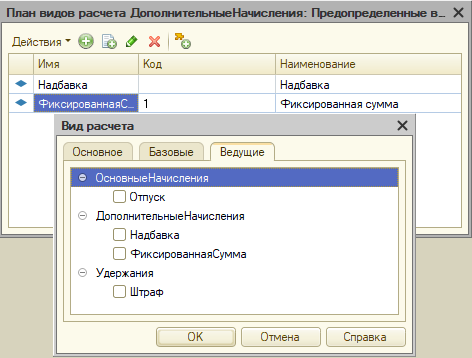 План видов расчета ДополнительныеНачисления: Предопределенные в...
Действия
Имя Код Наименование
Надбавка Надбавка
ФиксированнаяС... 1 Фиксированная сумма
Вид расчета
Основное Базовые Ведущие
ОсновныеНачисления
Отпуск
ДополнительныеНачисления
Надбавка
ФиксированнаяСумма
Удержания
Штраф
ОК Отмена Справка